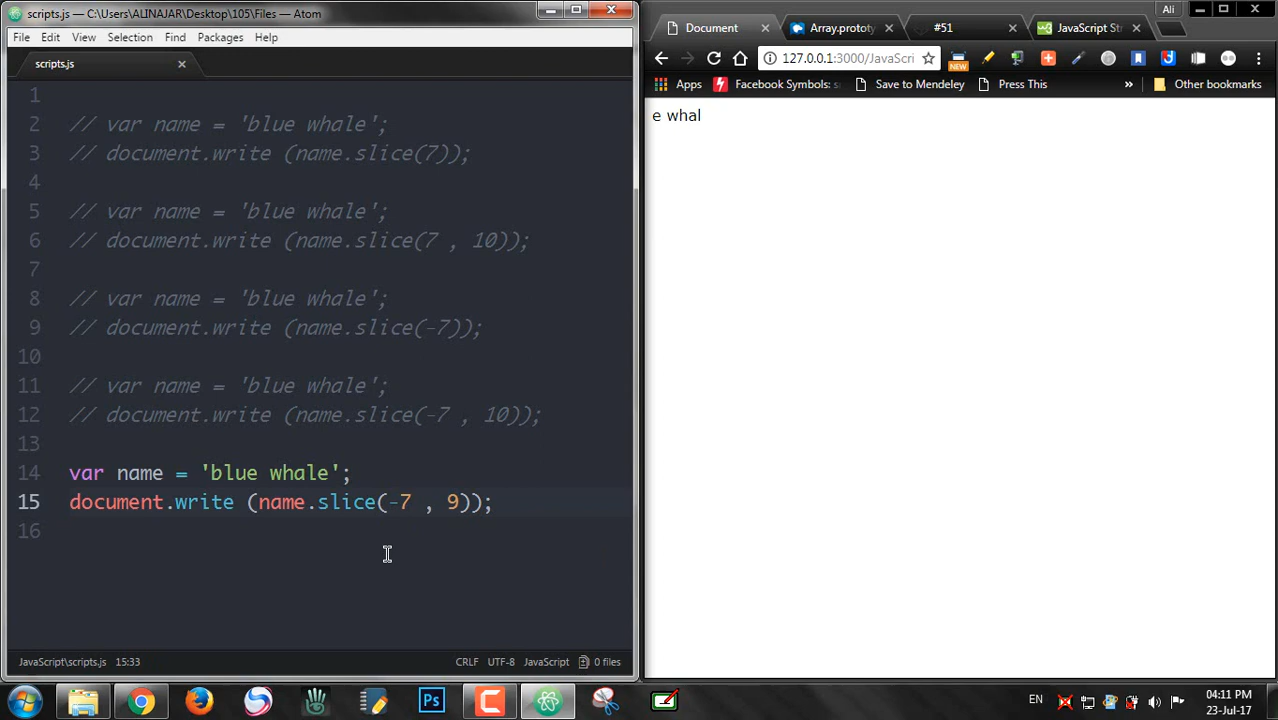 scripts.js — C:\Users\ALINAJAR\Desktop\105\Files — Atom
File Edit View Selection Find Packages Help
scripts.js
1
2 // var name = 'blue whale';
3 // document.write (name.slice(7));
4
5 // var name = 'blue whale';
6 // document.write (name.slice(7 , 10));
7
8 // var name = 'blue whale';
9 // document.write (name.slice(-7));
10
11 // var name = 'blue whale';
12 // document.write (name.slice(-7 , 10));
13
14 var name = 'blue whale';
15 document.write (name.slice(-7 , 9));
16
JavaScript\scripts.js 15:33 CRLF UTF-8 JavaScript 0 files
Ali
Document Array.prototy #51 JavaScript Str
127.0.0.1:3000/JavaScri NEW
Apps Facebook Symbols: Save to Mendeley Press This » Other bookmarks
e whal
Ps EN 04:11 PM
23-Jul-17